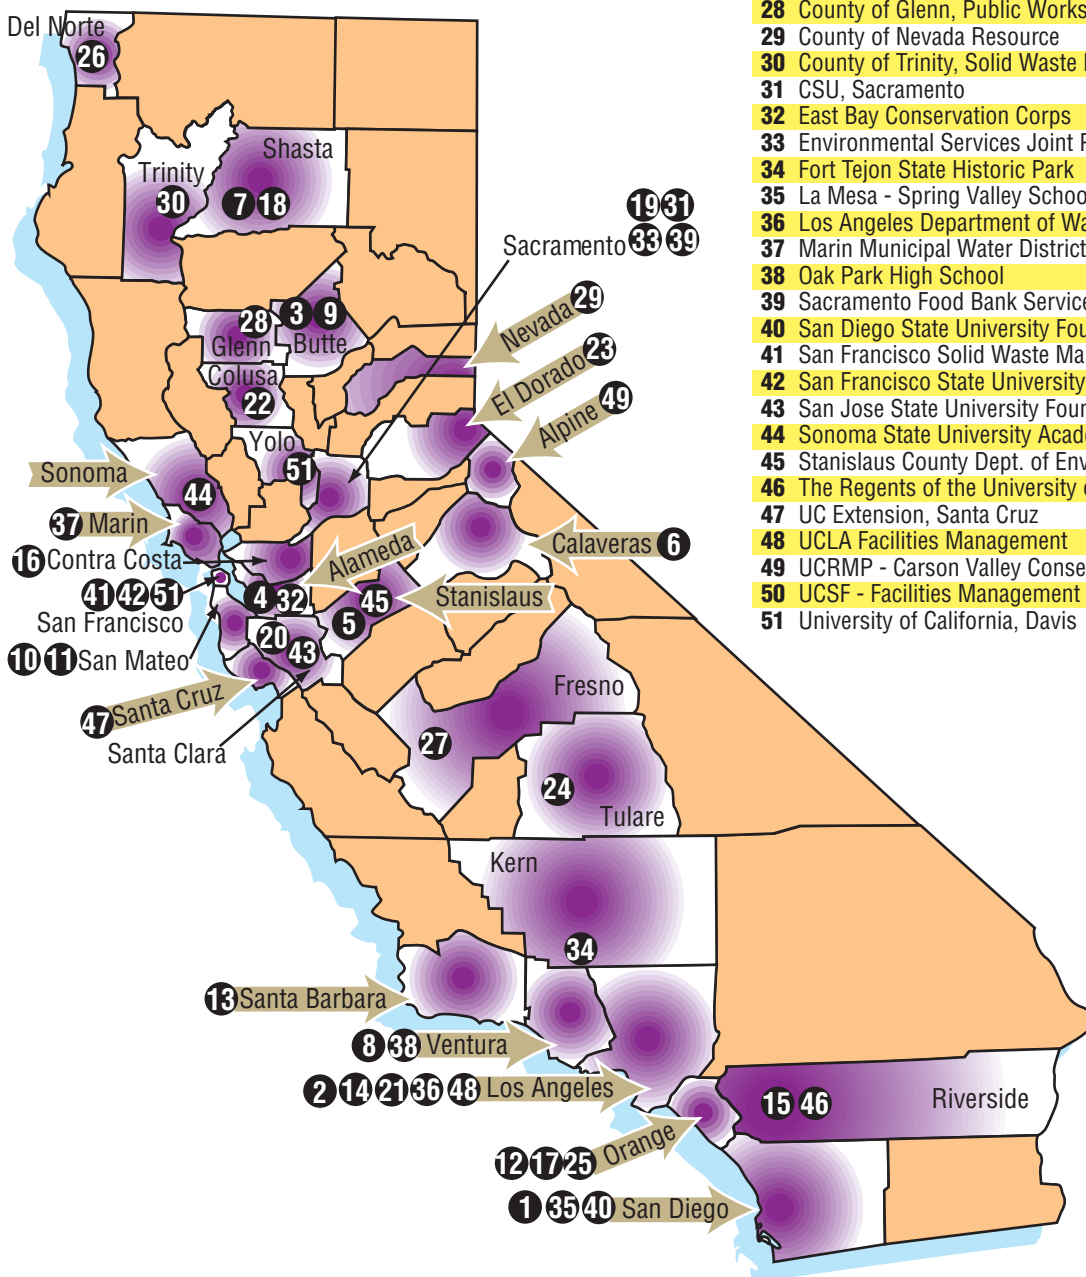 Del Norte
26
Trinity
30
Shasta
7 18
19 31
Sacramento 33 39
28
Glenn
3 9
Butte
Nevada 29
El Dorado 23
Alpine 49
Colusa
22
Yolo
51
Sonoma
44
37 Marin
16 Contra Costa
41 42 51
San Francisco
10 11 San Mateo
47 Santa Cruz
Santa Clara
Alameda
4 32
45
5
Stanislaus
Calaveras 6
20
43
Fresno
27
24
Tulare
Kern
34
13 Santa Barbara
8 38 Ventura
2 14 21 36 48 Los Angeles
15 46
Riverside
12 17 25 Orange
1 35 40 San Diego
28 County of Glenn, Public Works
29 County of Nevada Resource
30 County of Trinity, Solid Waste
31 CSU, Sacramento
32 East Bay Conservation Corps
33 Environmental Services Joint
34 Fort Tejon State Historic Park
35 La Mesa - Spring Valley Schoo
36 Los Angeles Department of Wa
37 Marin Municipal Water District
38 Oak Park High School
39 Sacramento Food Bank Service
40 San Diego State University Fou
41 San Francisco Solid Waste Ma
42 San Francisco State University
43 San Jose State University Foun
44 Sonoma State University Acad
45 Stanislaus County Dept. of Env
46 The Regents of the University
47 UC Extension, Santa Cruz
48 UCLA Facilities Management
49 UCRMP - Carson Valley Conse
50 UCSF - Facilities Management
51 University of California, Davis